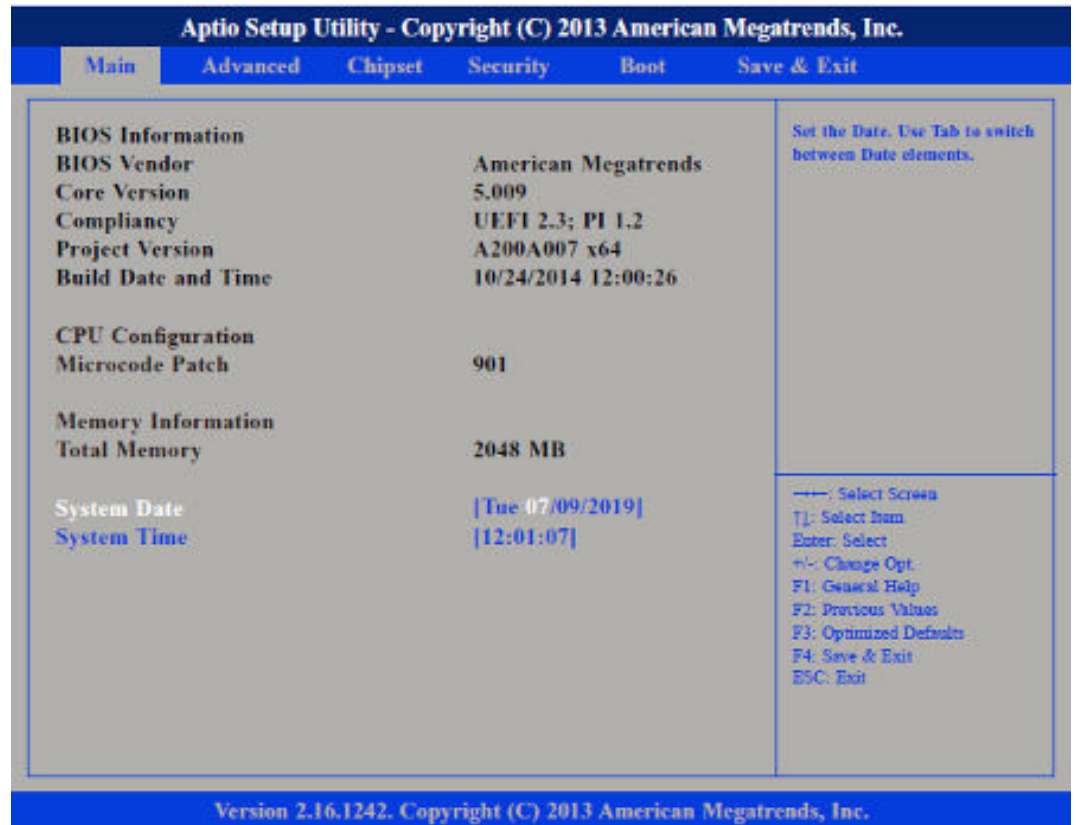 Aptio Setup Utility - Copyright (C) 2013 American Megatrends, Inc.
Main Advanced Chipset Security Boot Save & Exit
BIOS Information
BIOS Vendor American Megatrends
Core Version 5.009
Compliancy UEFI 2.3; PI 1.2
Project Version A200A007 x64
Build Date and Time 10/24/2014 12:00:26
CPU Configuration
Microcode Patch 901
Memory Information
Total Memory 2048 MB
System Date [Tue 07/09/2019]
System Time [12:01:07]
Set the Date. Use Tab to switch
between Date elements.
→←: Select Screen
↑↓: Select Item
Enter: Select
+/-: Change Opt.
F1: General Help
F2: Previous Values
F3: Optimized Defaults
F4: Save & Exit
ESC: Exit
Version 2.16.1242. Copyright (C) 2013 American Megatrends, Inc.